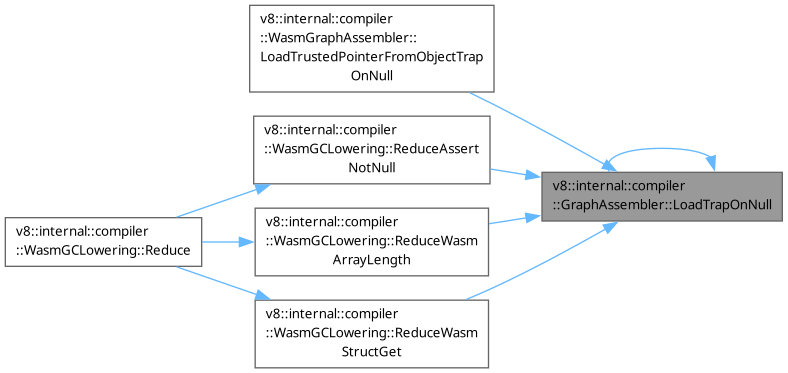 v8::internal::compiler
::WasmGraphAssembler::
LoadTrustedPointerFromObjectTrap
OnNull
v8::internal::compiler
::WasmGCLowering::ReduceAssert
NotNull
v8::internal::compiler
::GraphAssembler::LoadTrapOnNull
v8::internal::compiler
::WasmGCLowering::Reduce
v8::internal::compiler
::WasmGCLowering::ReduceWasm
ArrayLength
v8::internal::compiler
::WasmGCLowering::ReduceWasm
StructGet